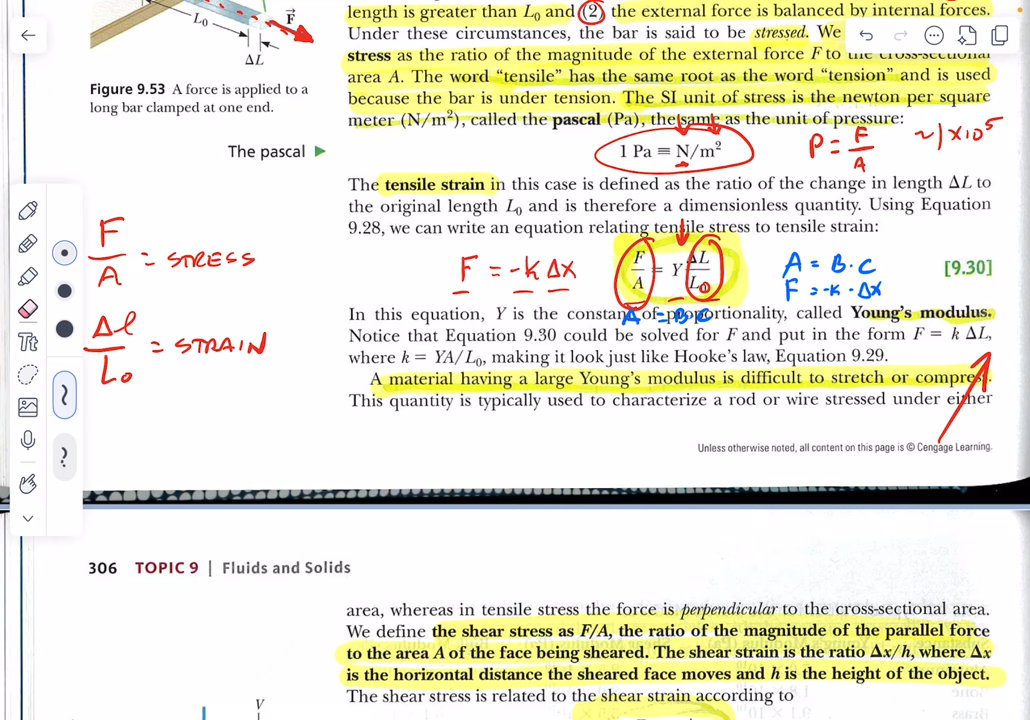 length is greater than L₀ and (2) the external force is balanced by internal forces.
Under these circumstances, the bar is said to be stressed. We
stress as the ratio of the magnitude of the external force F to the cross-sectional
area A. The word “tensile” has the same root as the word “tension” and is used
because the bar is under tension. The SI unit of stress is the newton per square
meter (N/m²), called the pascal (Pa), the same as the unit of pressure:
L₀
F
ΔL
Figure 9.53 A force is applied to a
long bar clamped at one end.
The pascal ▶
1 Pa ≡ N/m²
P = F/A
~1×10⁵
The tensile strain in this case is defined as the ratio of the change in length ΔL to
the original length L₀ and is therefore a dimensionless quantity. Using Equation
9.28, we can write an equation relating tensile stress to tensile strain:
F/A = STRESS
F = -k Δx
F/A = Y ΔL/L₀
A = B·C
F = -k·Δx
[9.30]
A = B C
Δl/L₀ = STRAIN
In this equation, Y is the constant of proportionality, called Young’s modulus.
Notice that Equation 9.30 could be solved for F and put in the form F = k ΔL,
where k = YA/L₀, making it look just like Hooke’s law, Equation 9.29.
A material having a large Young’s modulus is difficult to stretch or compress.
This quantity is typically used to characterize a rod or wire stressed under either
Unless otherwise noted, all content on this page is © Cengage Learning.
Tt
?
306 TOPIC 9 | Fluids and Solids
area, whereas in tensile stress the force is perpendicular to the cross-sectional area.
We define the shear stress as F/A, the ratio of the magnitude of the parallel force
to the area A of the face being sheared. The shear strain is the ratio Δx/h, where Δx
is the horizontal distance the sheared face moves and h is the height of the object.
The shear stress is related to the shear strain according to
V